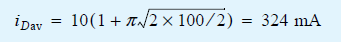 i_Dav = 10(1 + π√(2 × 100/2)) = 324 mA